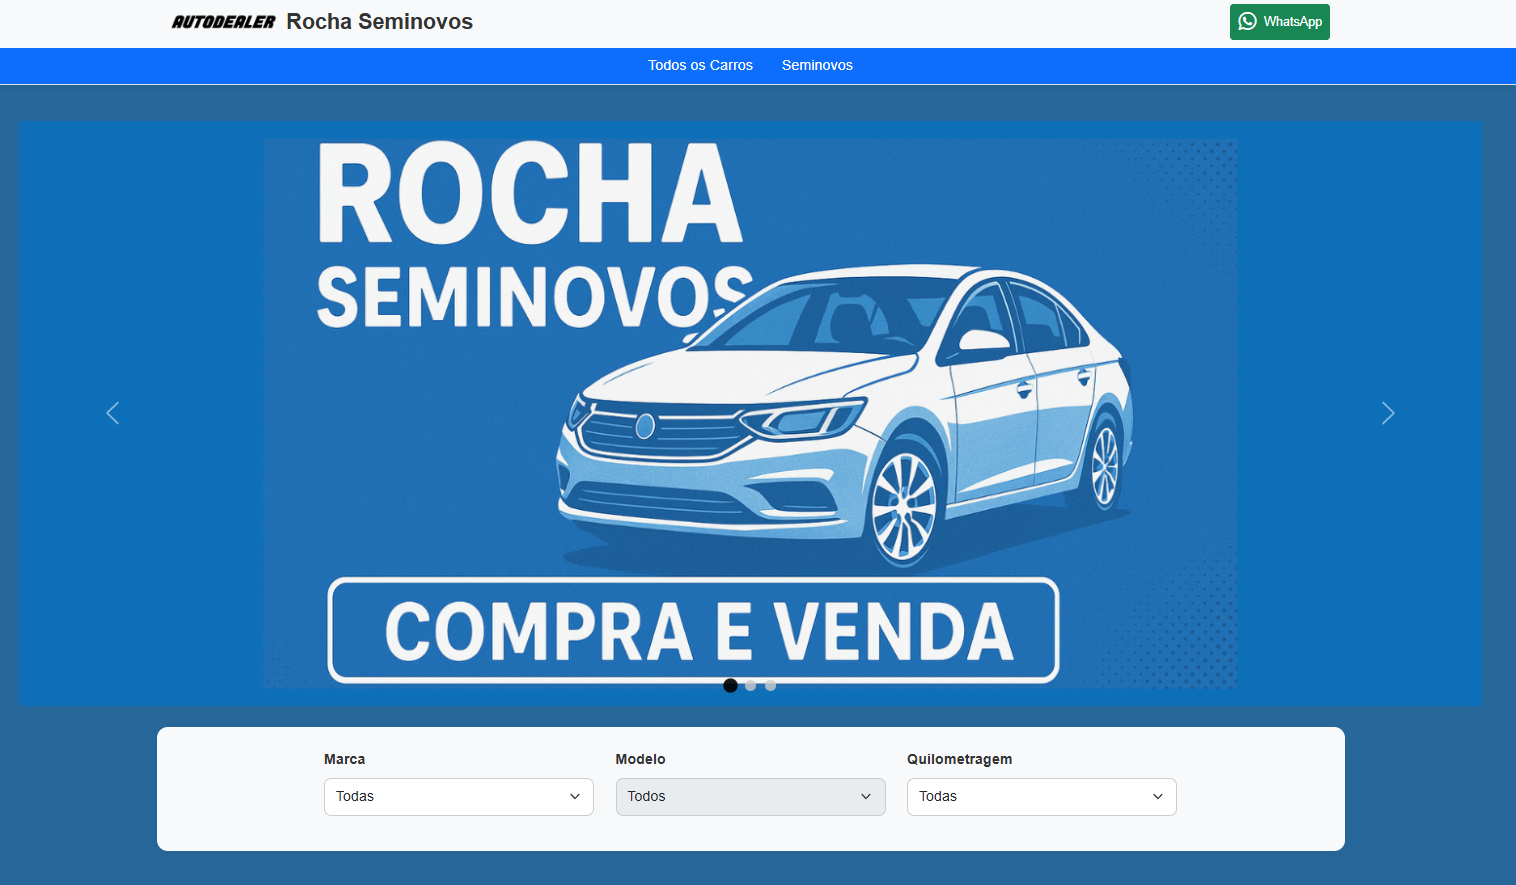 AUTODEALER Rocha Seminovos
WhatsApp
Todos os Carros Seminovos
ROCHA
SEMINOVOS
COMPRA E VENDA
Marca Modelo Quilometragem
Todas Todos Todas